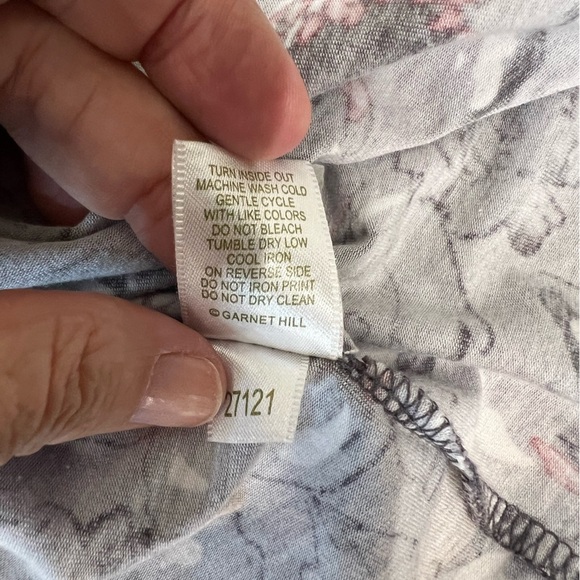 TURN INSIDE OUT
MACHINE WASH COLD
GENTLE CYCLE
WITH LIKE COLORS
DO NOT BLEACH
TUMBLE DRY LOW
COOL IRON
ON REVERSE SIDE
DO NOT IRON PRINT
DO NOT DRY CLEAN
© GARNET HILL
27121